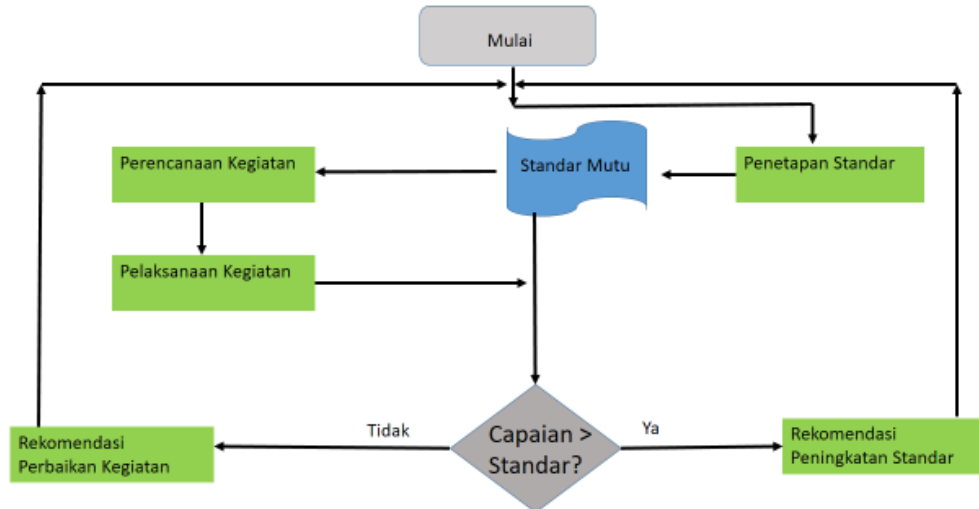 Mulai
Perencanaan Kegiatan
Standar Mutu
Penetapan Standar
Pelaksanaan Kegiatan
Tidak
Capaian >
Standar?
Ya
Rekomendasi
Perbaikan Kegiatan
Rekomendasi
Peningkatan Standar